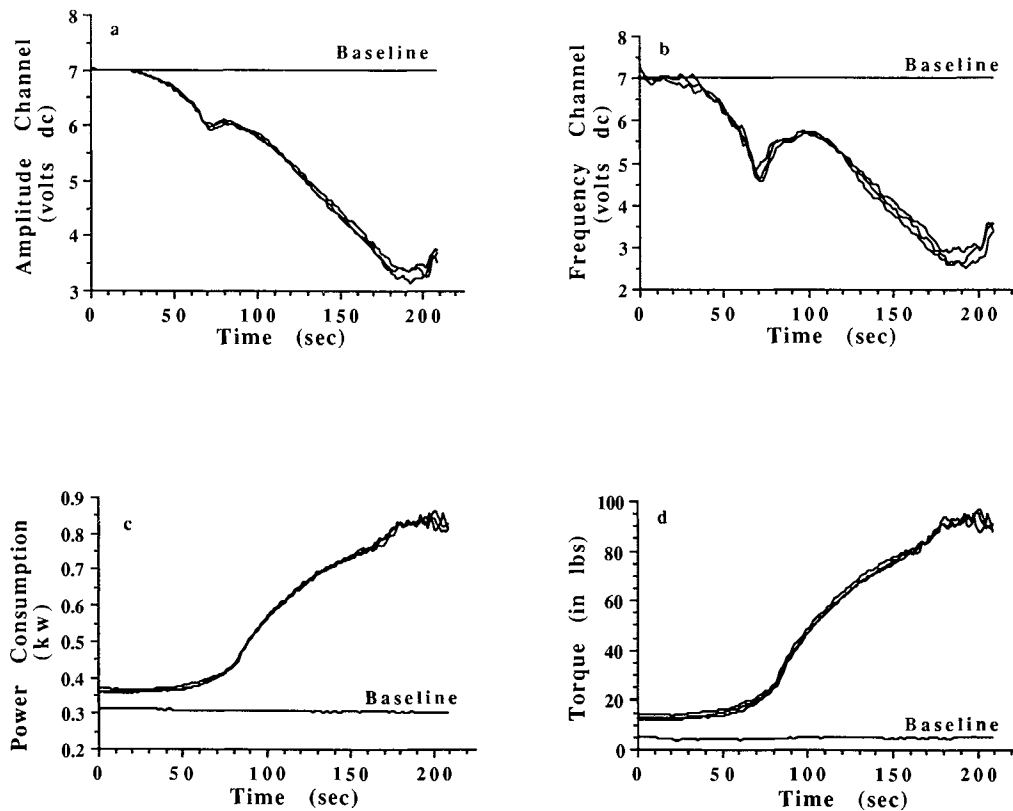 a
Baseline
Amplitude Channel
(volts dc)
8
7
6
5
4
3
0 50 100 150 200
Time (sec)
b
Baseline
Frequency Channel
(volts dc)
8
7
6
5
4
3
2
0 50 100 150 200
Time (sec)
c
Baseline
Power Consumption
(kw)
0.9
0.8
0.7
0.6
0.5
0.4
0.3
0.2
0 50 100 150 200
Time (sec)
d
Baseline
Torque (in lbs)
100
80
60
40
20
0
0 50 100 150 200
Time (sec)